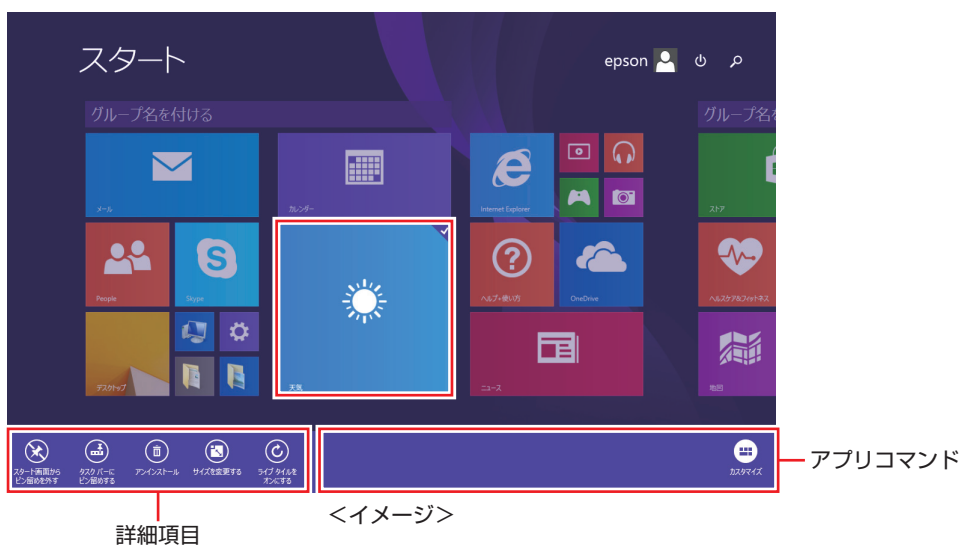 スタート
epson
グループ名を付ける
グループ名を
メール
カレンダー
Internet Explorer
ストア
People
Skype
天気
ヘルプ+使い方
OneDrive
ヘルスケア&フィットネス
デスクトップ
ニュース
地図
スタート画面から
ピン留めを外す
タスク バーに
ピン留めする
アンインストール
サイズを変更する
ライブ タイルを
オンにする
カスタマイズ
アプリコマンド
詳細項目
<イメージ>